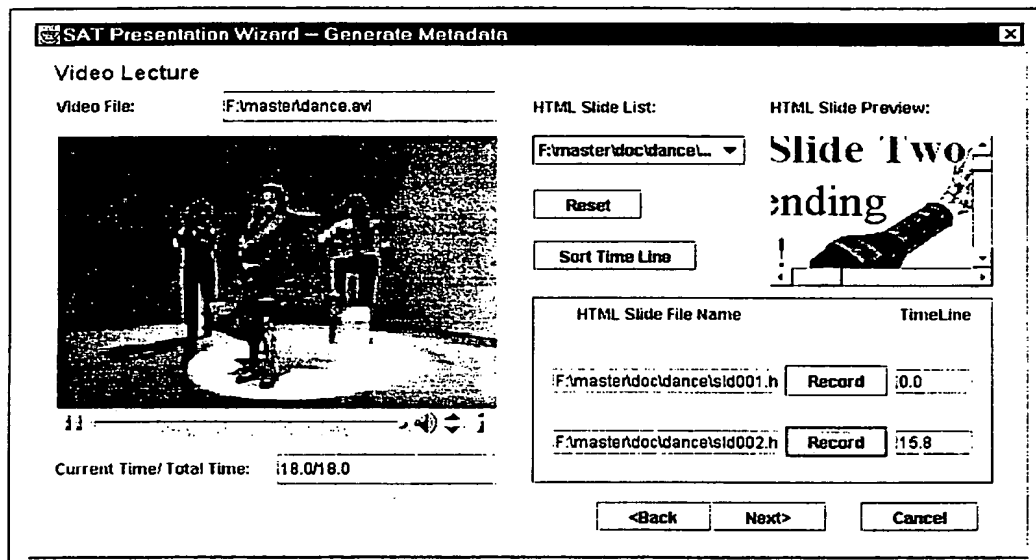 SAT Presentation Wizard – Generate Metadata
Video Lecture
Video File:
F:\master\dance.avi
HTML Slide List:
HTML Slide Preview:
F:\master\doc\dance\...
Slide Two
ending
Reset
Sort Time Line
HTML Slide File Name
TimeLine
F:\master\doc\dance\sld001.h
Record
0.0
F:\master\doc\dance\sld002.h
Record
15.8
Current Time/ Total Time:
18.0/18.0
<Back
Next>
Cancel